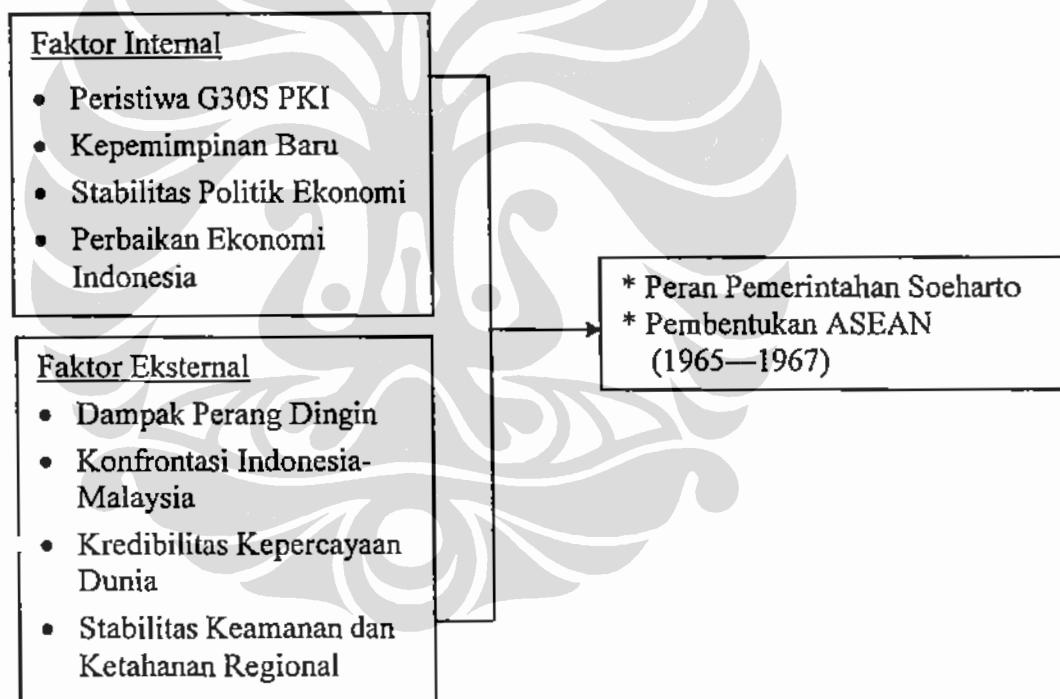 Faktor Internal
• Peristiwa G30S PKI
• Kepemimpinan Baru
• Stabilitas Politik Ekonomi
• Perbaikan Ekonomi
Indonesia
Faktor Eksternal
• Dampak Perang Dingin
• Konfrontasi Indonesia-
Malaysia
• Kredibilitas Kepercayaan
Dunia
• Stabilitas Keamanan dan
Ketahanan Regional
* Peran Pemerintahan Soeharto
* Pembentukan ASEAN
(1965—1967)